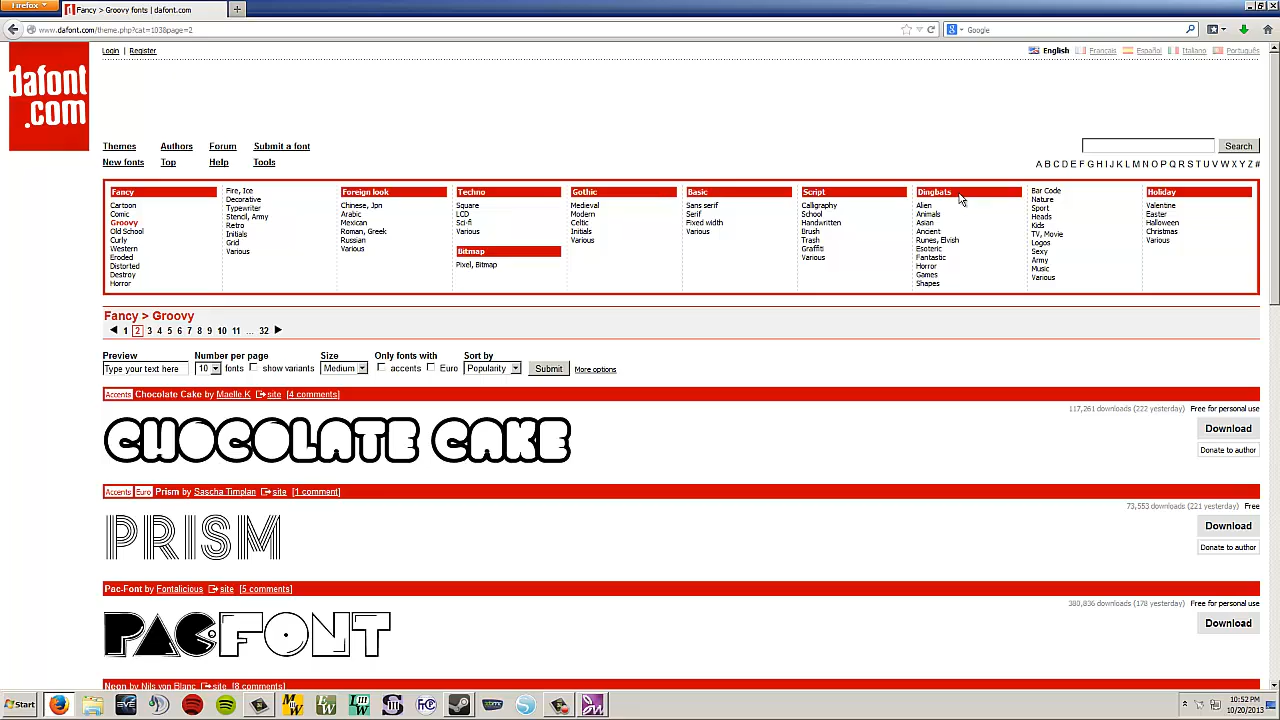 Firefox
Fancy > Groovy fonts | dafont.com
www.dafont.com/theme.php?cat=103&page=2
Google
dafont
.com
Login | Register
English Français Español Italiano Português
Themes Authors Forum Submit a font
New fonts Top Help Tools
Search
A B C D E F G H I J K L M N O P Q R S T U V W X Y Z #
Fancy
Cartoon
Comic
Groovy
Old School
Curly
Western
Eroded
Distorted
Destroy
Horror
Fire, Ice
Decorative
Typewriter
Stencil, Army
Retro
Initials
Grid
Various
Foreign look
Chinese, Jpn
Arabic
Mexican
Roman, Greek
Russian
Various
Techno
Square
LCD
Sci-fi
Various
Bitmap
Pixel, Bitmap
Gothic
Medieval
Modern
Celtic
Initials
Various
Basic
Sans serif
Serif
Fixed width
Various
Script
Calligraphy
School
Handwritten
Brush
Trash
Graffiti
Various
Dingbats
Alien
Animals
Asian
Ancient
Runes, Elvish
Esoteric
Fantastic
Horror
Games
Shapes
Bar Code
Nature
Sport
Heads
Kids
TV, Movie
Logos
Sexy
Army
Music
Various
Holiday
Valentine
Easter
Halloween
Christmas
Various
Fancy > Groovy
1 2 3 4 5 6 7 8 9 10 11 ... 32
Preview Number per page Size Only fonts with Sort by
Type your text here 10 fonts show variants Medium accents Euro Popularity Submit More options
Accents Chocolate Cake by Maelle.K site [4 comments]
117,261 downloads (222 yesterday) Free for personal use
CHOCOLATE CAKE
Download
Donate to author
Accents Euro Prism by Sascha Timplan site [1 comment]
73,553 downloads (221 yesterday) Free
PRISM
Download
Donate to author
Pac-Font by Fontalicious site [5 comments]
380,836 downloads (178 yesterday) Free for personal use
PACFONT
Download
Neon by Nils von Blanc site [8 comments]
Start
10:52 PM
10/20/2013